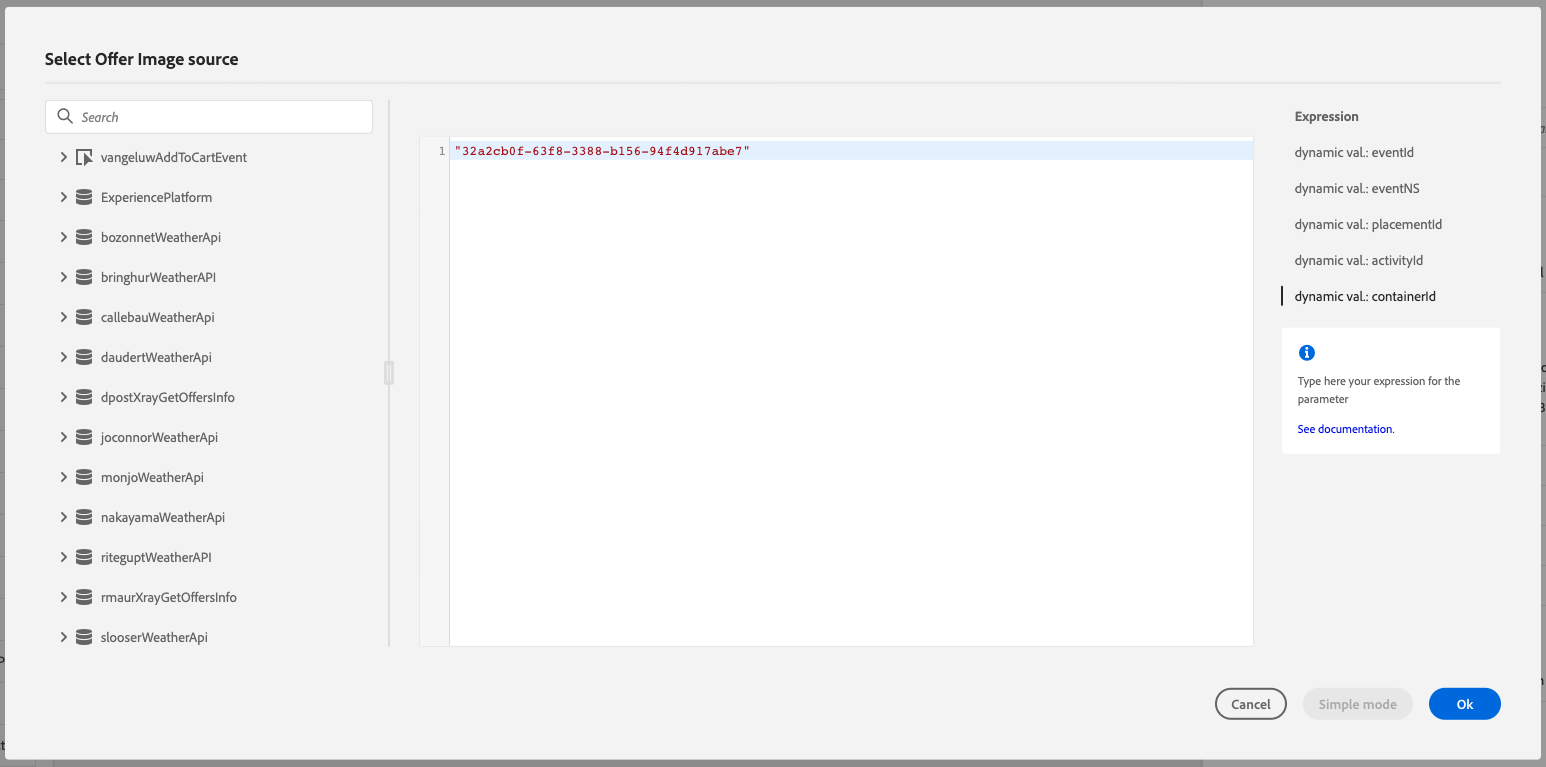 Select Offer Image source
Search
vangeluwAddToCartEvent
ExperiencePlatform
bozonnetWeatherApi
bringhurWeatherAPI
callebauWeatherApi
daudertWeatherApi
dpostXrayGetOffersInfo
joconnorWeatherApi
monjoWeatherApi
nakayamaWeatherApi
riteguptWeatherAPI
rmaurXrayGetOffersInfo
slooserWeatherApi
1 "32a2cb0f-63f8-3388-b156-94f4d917abe7"
Expression
dynamic val.: eventId
dynamic val.: eventNS
dynamic val.: placementId
dynamic val.: activityId
dynamic val.: containerId
Type here your expression for the
parameter
See documentation.
Cancel
Simple mode
Ok